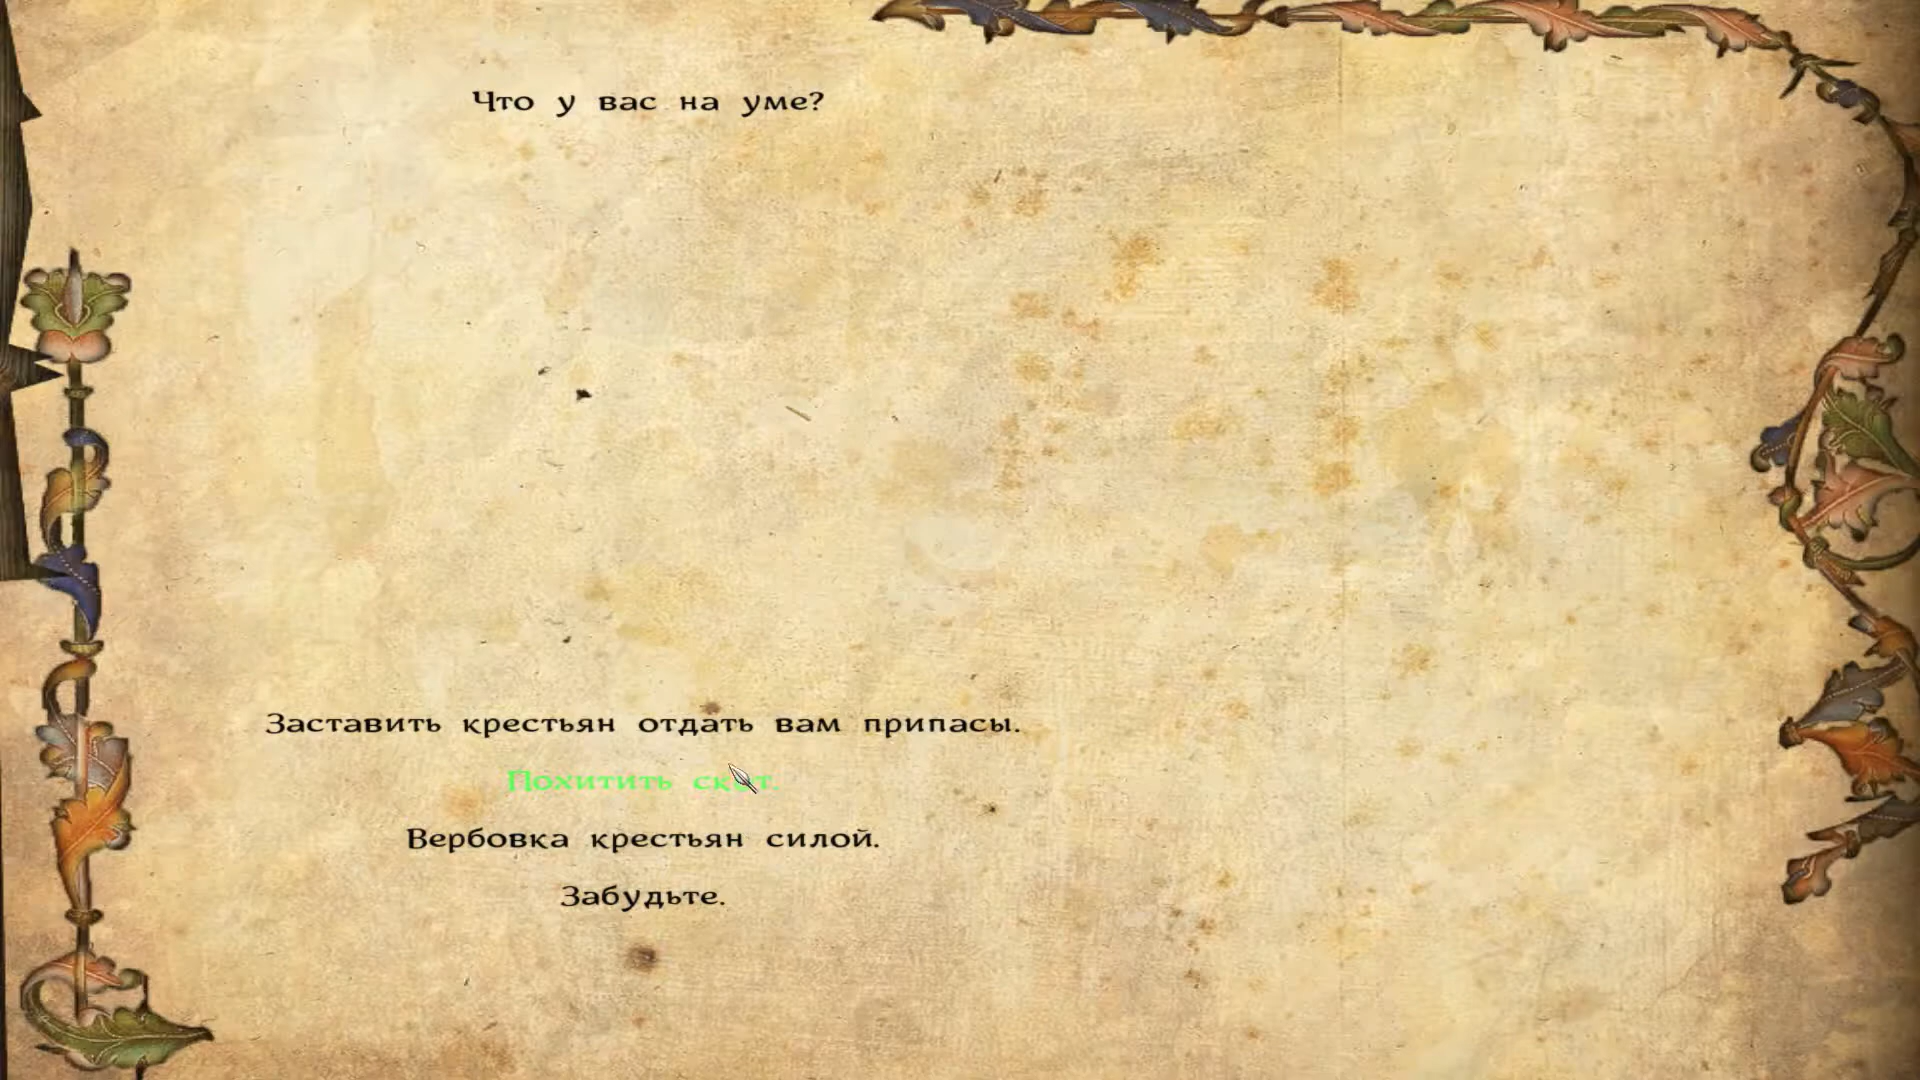 Что у вас на уме?
Заставить крестьян отдать вам припасы.
Похитить скот.
Вербовка крестьян силой.
Забудьте.